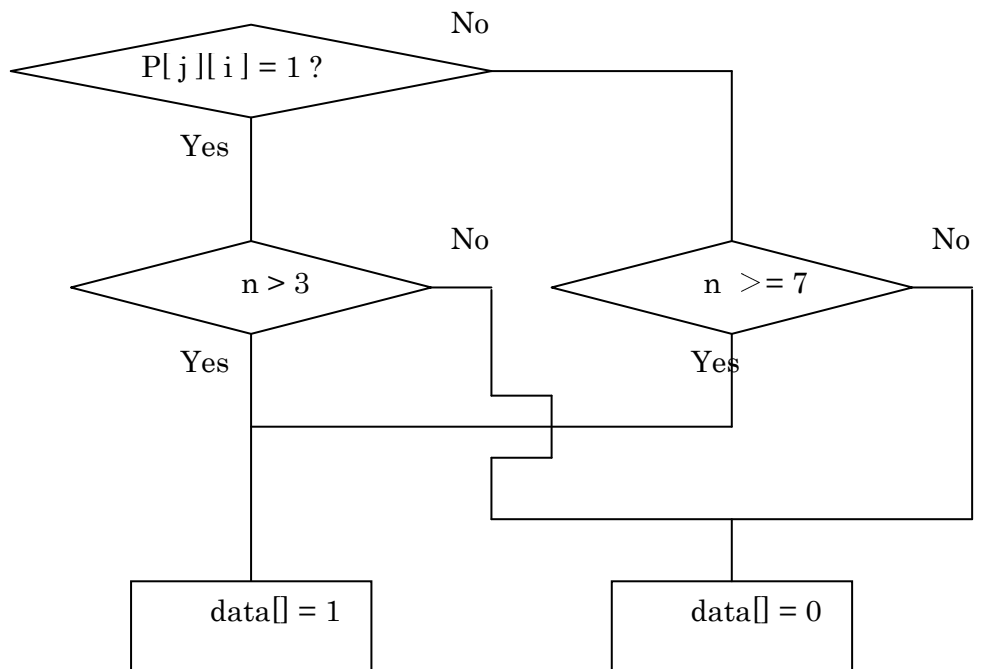 No
P[ j ][ i ] = 1 ?
Yes
No
No
n > 3
n >= 7
Yes
Yes
data[] = 1
data[] = 0